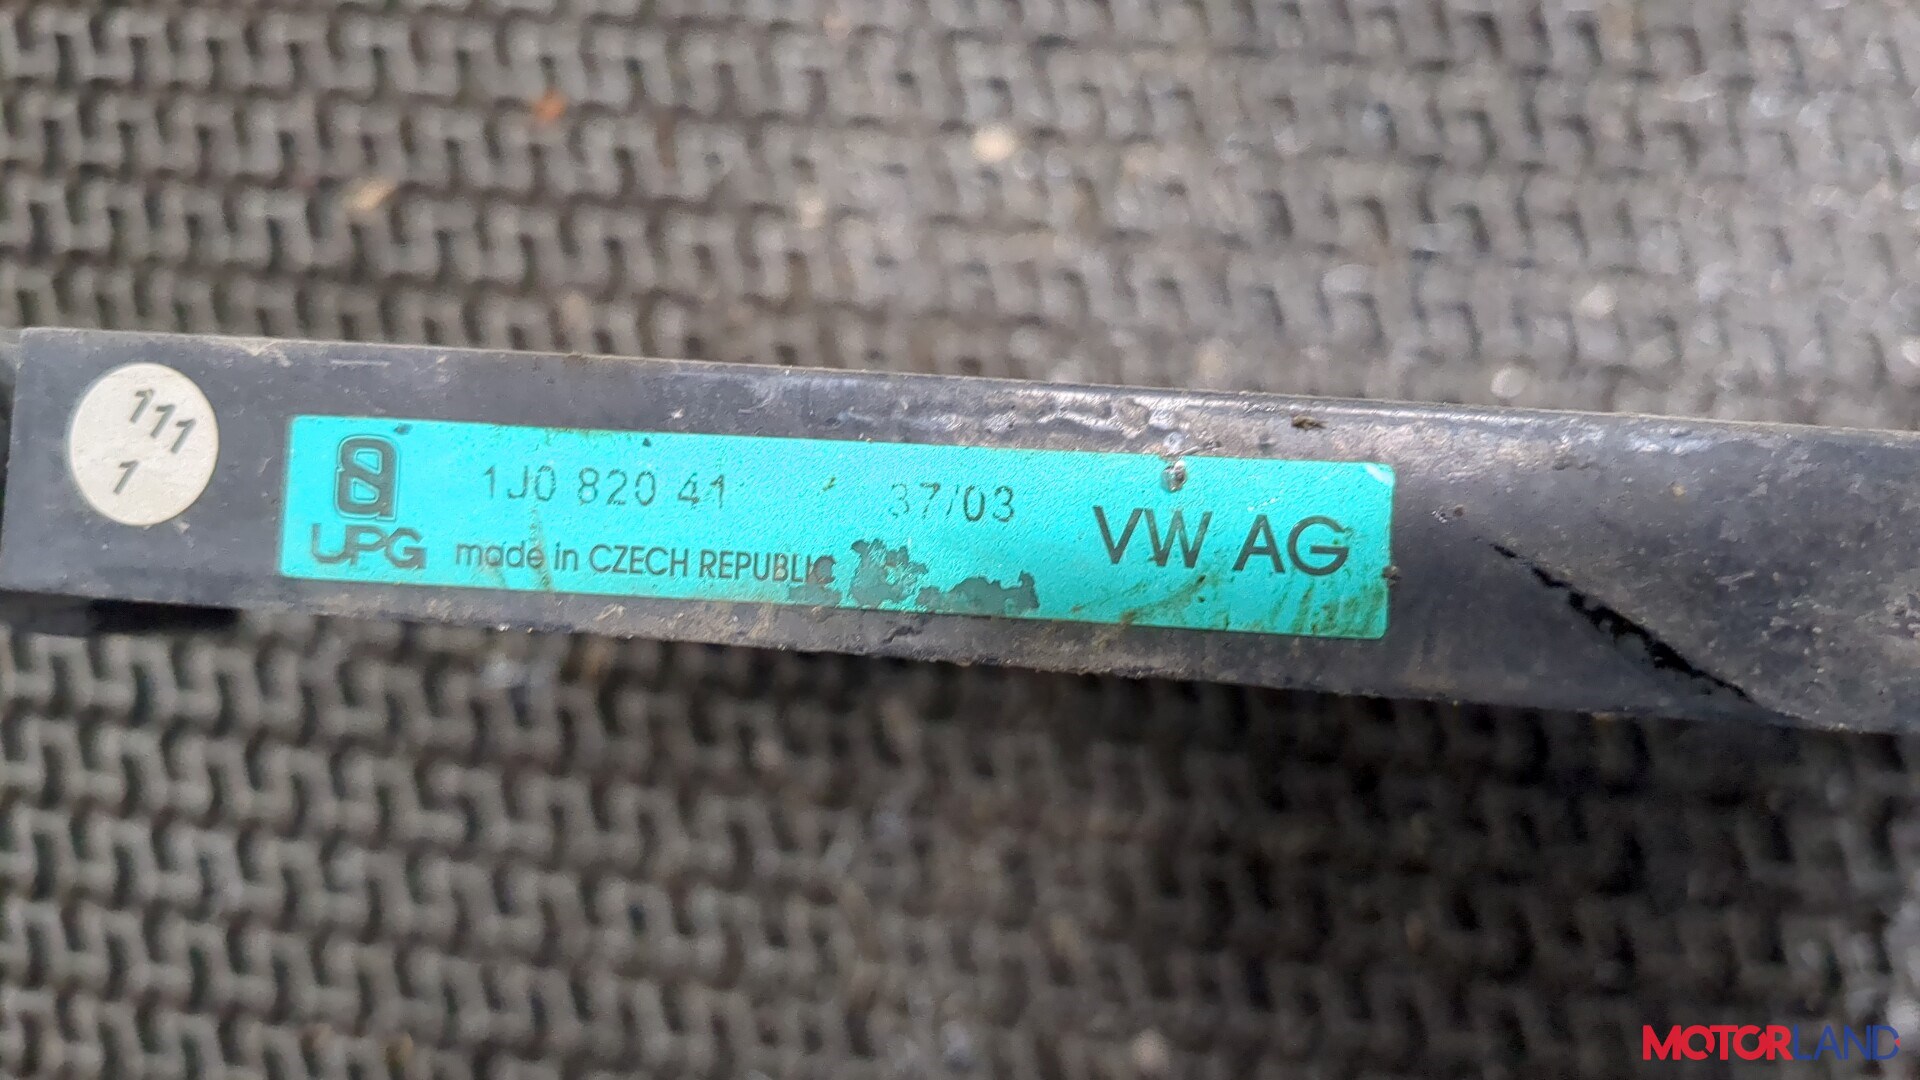 111
1
1J0 820 41 37/03
VW AG
UPG
made in CZECH REPUBLIC
MOTORLAND